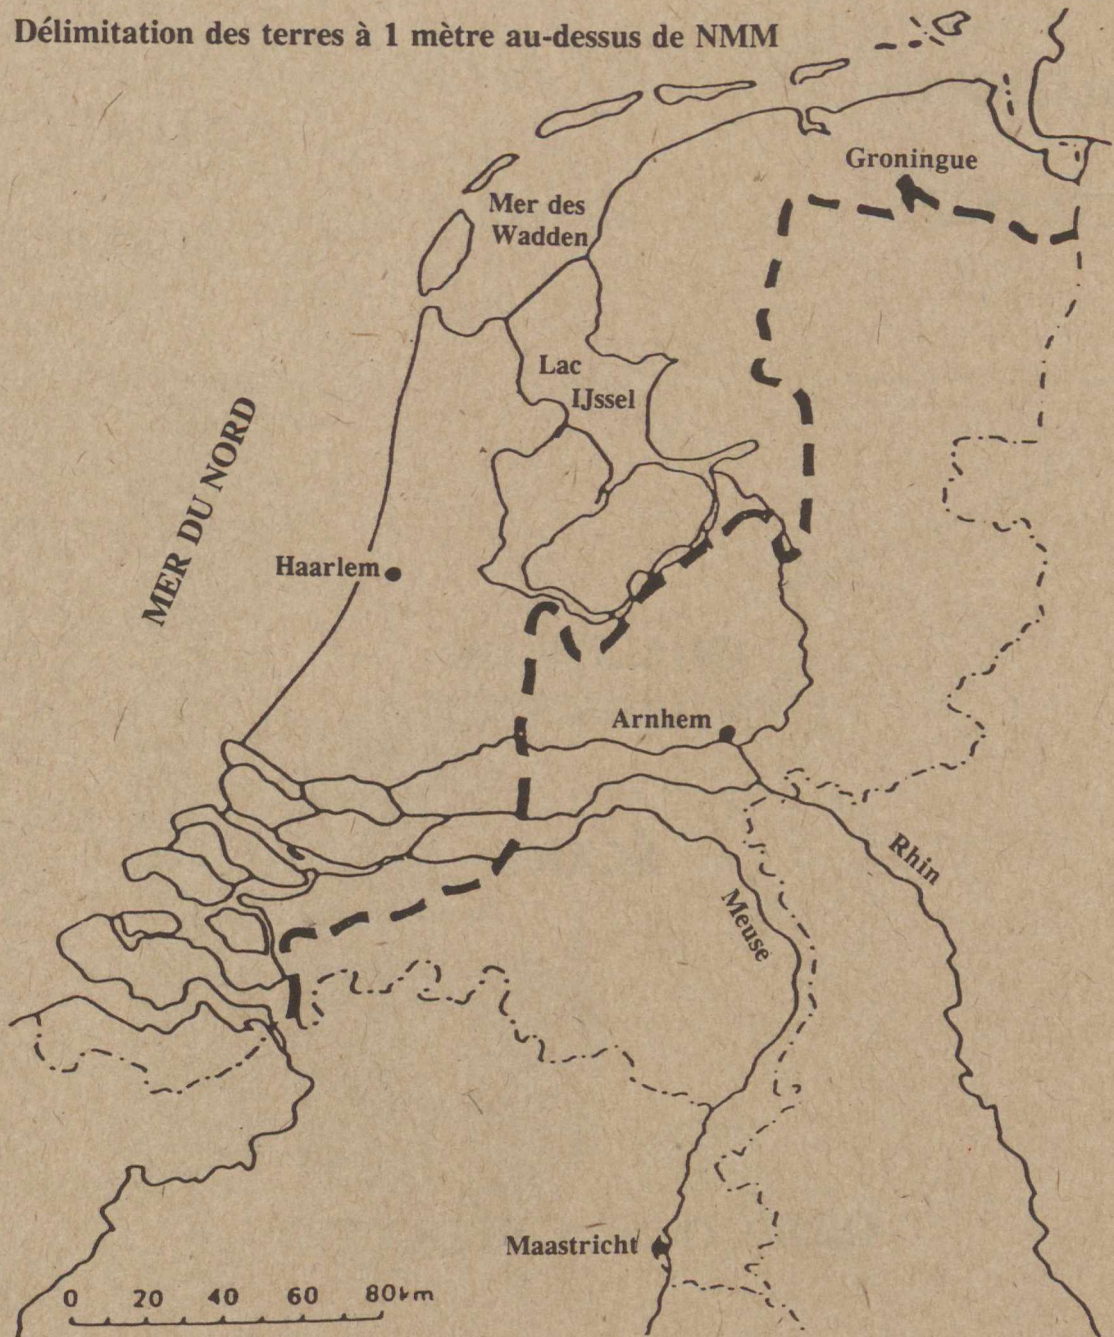 Délimitation des terres à 1 mètre au-dessus de NMM
Groningue
Mer des
Wadden
Lac
IJssel
MER DU NORD
Haarlem
Arnhem
Rhin
Meuse
Maastricht
0 20 40 60 80km